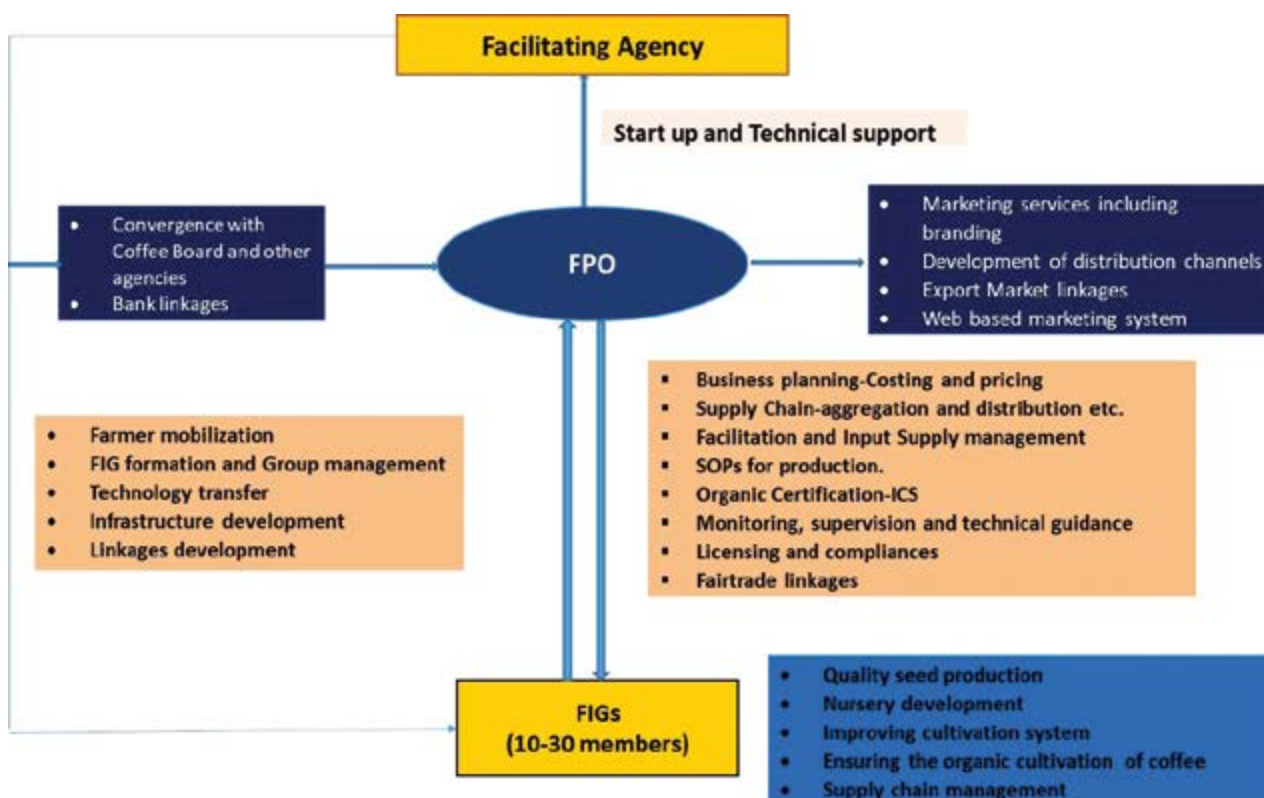 Facilitating Agency
Start up and Technical support
• Convergence with
Coffee Board and other
agencies
• Bank linkages
FPO
• Marketing services including
branding
• Development of distribution channels
• Export Market linkages
• Web based marketing system
• Farmer mobilization
• FIG formation and Group management
• Technology transfer
• Infrastructure development
• Linkages development
▪ Business planning-Costing and pricing
▪ Supply Chain-aggregation and distribution etc.
▪ Facilitation and Input Supply management
▪ SOPs for production.
▪ Organic Certification-ICS
▪ Monitoring, supervision and technical guidance
▪ Licensing and compliances
▪ Fairtrade linkages
FIGs
(10-30 members)
• Quality seed production
• Nursery development
• Improving cultivation system
• Ensuring the organic cultivation of coffee
• Supply chain management